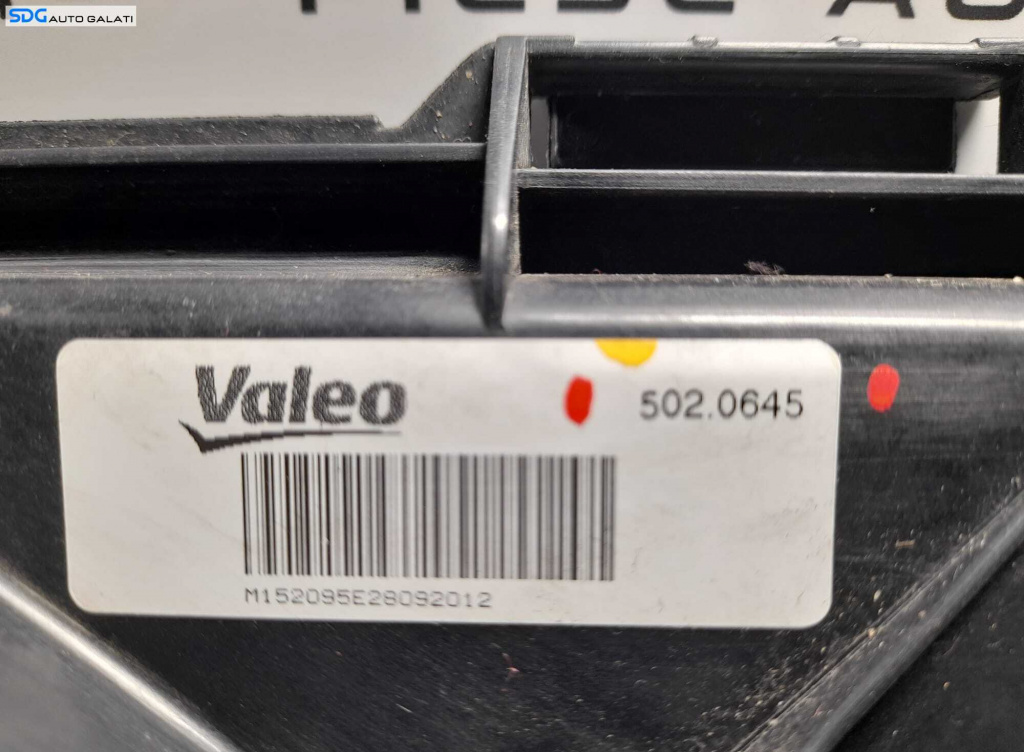 SDG AUTO GALATI
Valeo
502.0645
M152095E28092012